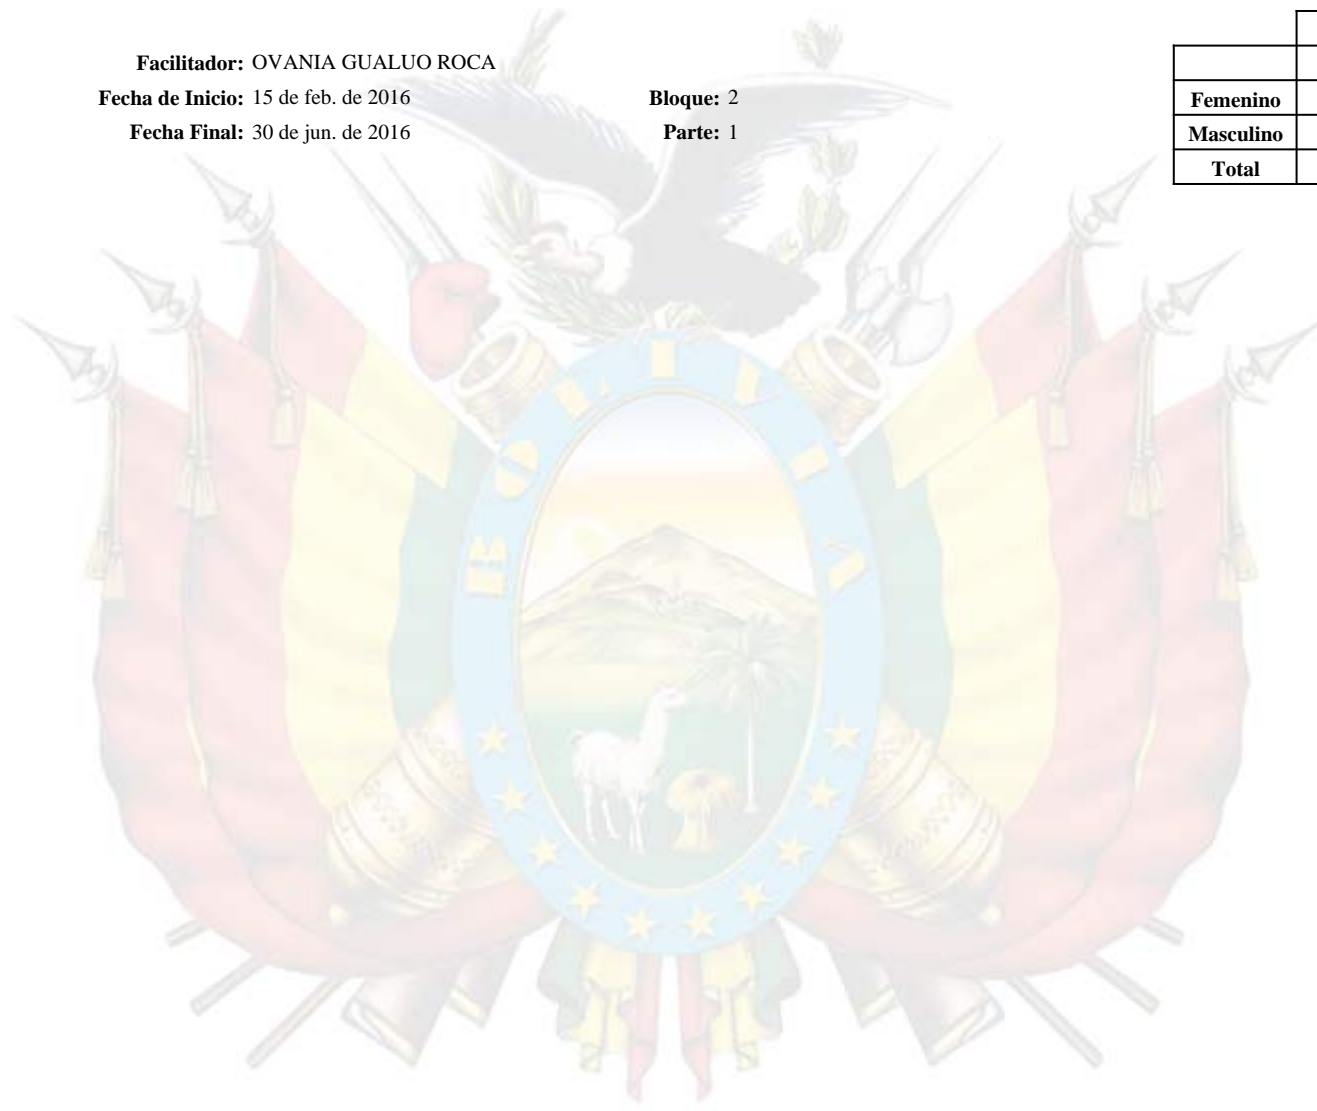 Facilitador: OVANIA GUALUO ROCA
Fecha de Inicio: 15 de feb. de 2016 Bloque: 2
Fecha Final: 30 de jun. de 2016 Parte: 1
Femenino
Masculino
Total
BOLIVIA